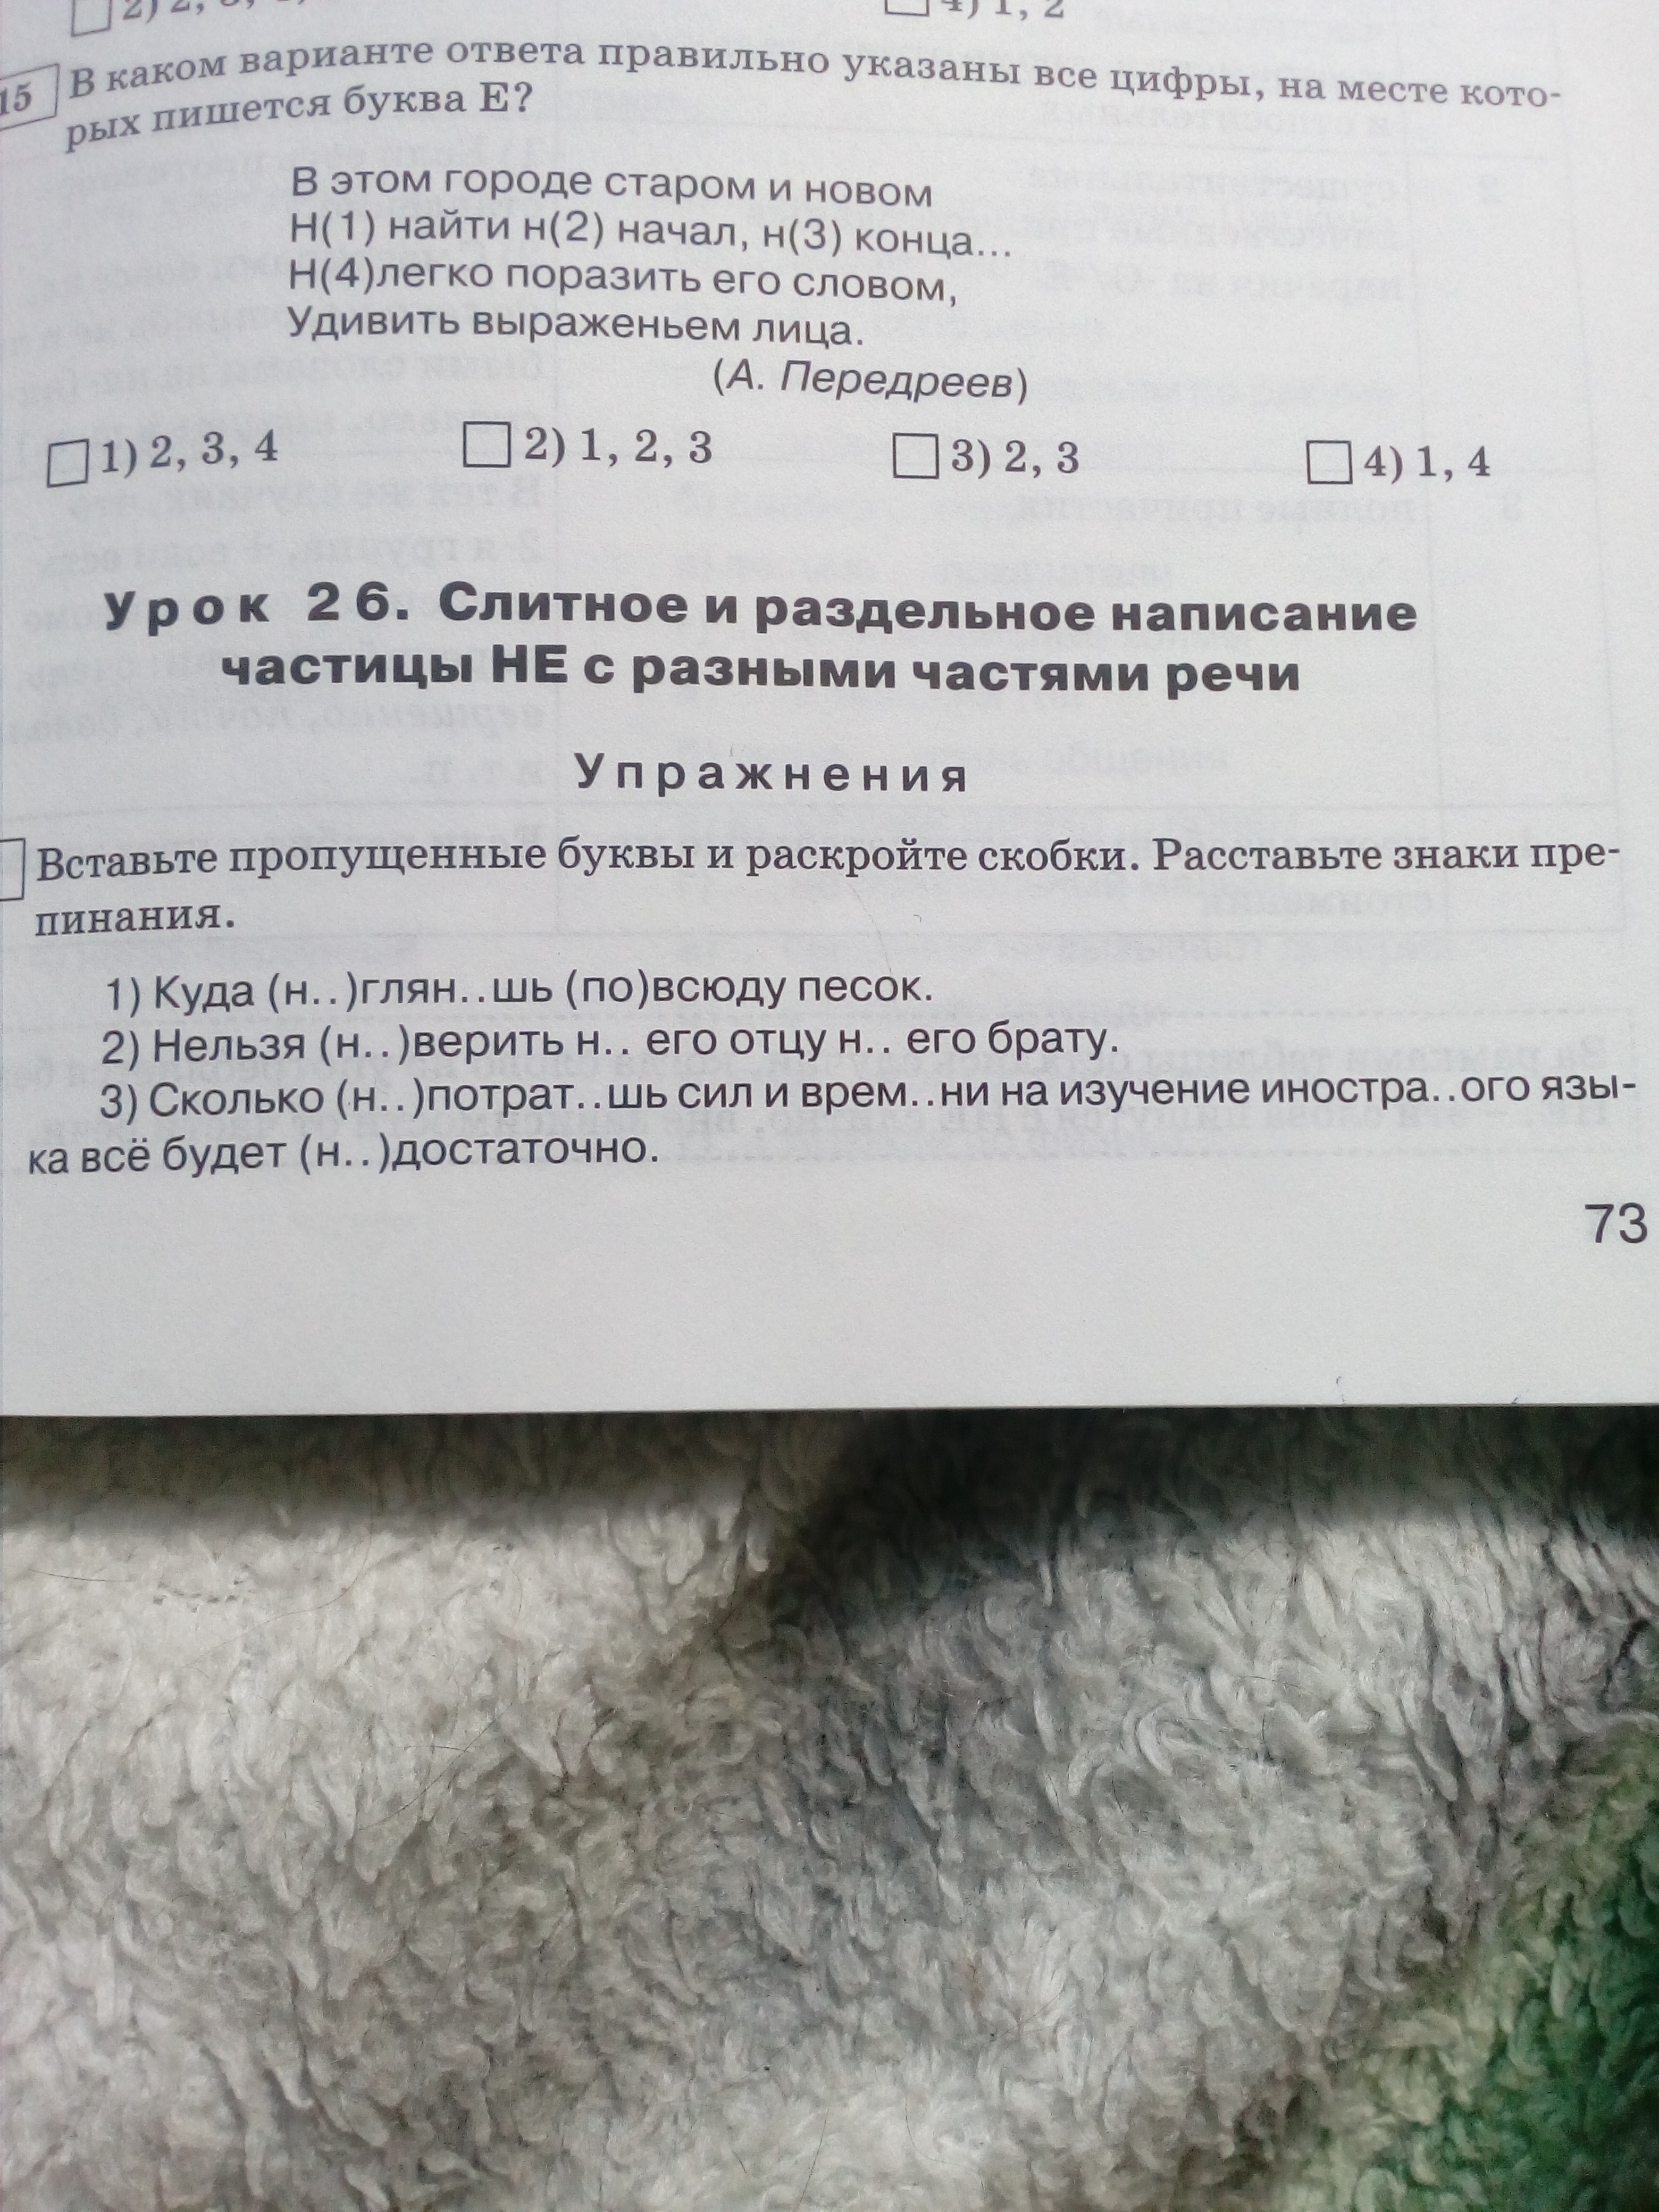 4) 1, 2
15 В каком варианте ответа правильно указаны все цифры, на месте кото-
рых пишется буква Е?
В этом городе старом и новом
Н(1) найти н(2) начал, н(3) конца...
Н(4)легко поразить его словом,
Удивить выраженьем лица.
(А. Передреев)
1) 2, 3, 4 2) 1, 2, 3 3) 2, 3 4) 1, 4
Урок 26. Слитное и раздельное написание
частицы НЕ с разными частями речи
Упражнения
Вставьте пропущенные буквы и раскройте скобки. Расставьте знаки пре-
пинания.
1) Куда (н..)глян..шь (по)всюду песок.
2) Нельзя (н..)верить н.. его отцу н.. его брату.
3) Сколько (н..)потрат..шь сил и врем..ни на изучение иностра..ого язы-
ка всё будет (н..)достаточно.
73